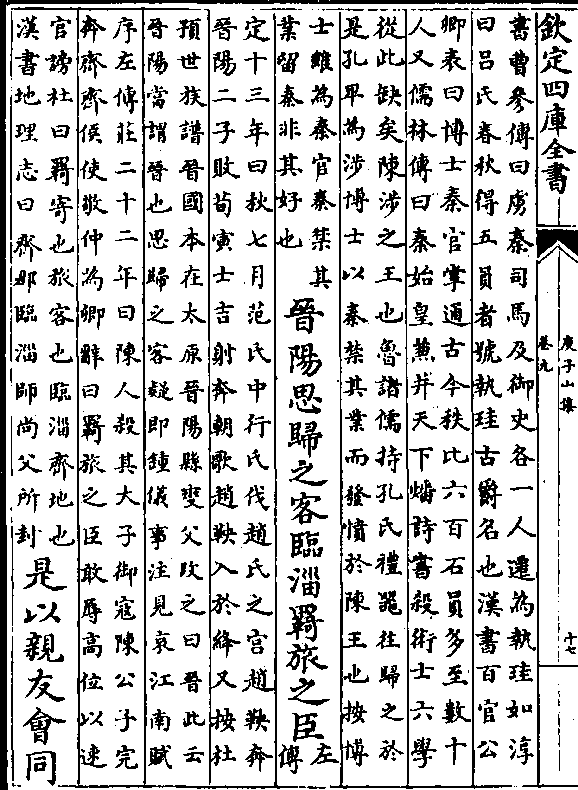 欽定四庫全書
庾子山集
卷九
十七
書曹參傳曰虜秦司馬及御史各一人遷為執珪如淳
曰呂氏春秋得五員者號執珪古爵名也漢書百官公
卿表曰博士秦官掌通古今秩比六百石員多至數十
人又儒林傳曰秦始皇兼并天下燔詩書殺術士六學
從此缺矣陳涉之王也魯諸儒持孔氏禮器往歸之於
是孔甲為涉博士以秦禁其業而發憤於陳王也按博
士雖為秦官秦禁其
業留秦非其好也
晉陽思歸之客臨淄羈旅之臣
左
傳
定十三年曰秋七月范氏中行氏伐趙氏之宫趙鞅奔
晉陽二子敗荀寅士吉射奔朝歌趙鞅入於絳又按杜
預世族譜晉國本在太原晉陽縣燮父改之曰晉此云
晉陽當謂晉也思歸之客疑即鍾儀事注見哀江南賦
序左傳莊二十二年曰陳人殺其大子御寇陳公子完
奔齊齊侯使敬仲為卿辭曰羈旅之臣敢辱高位以速
官謗杜曰羈寄也旅客也臨淄齊地也
漢書地理志曰齊郡臨淄師尚父所封
是以親友會同